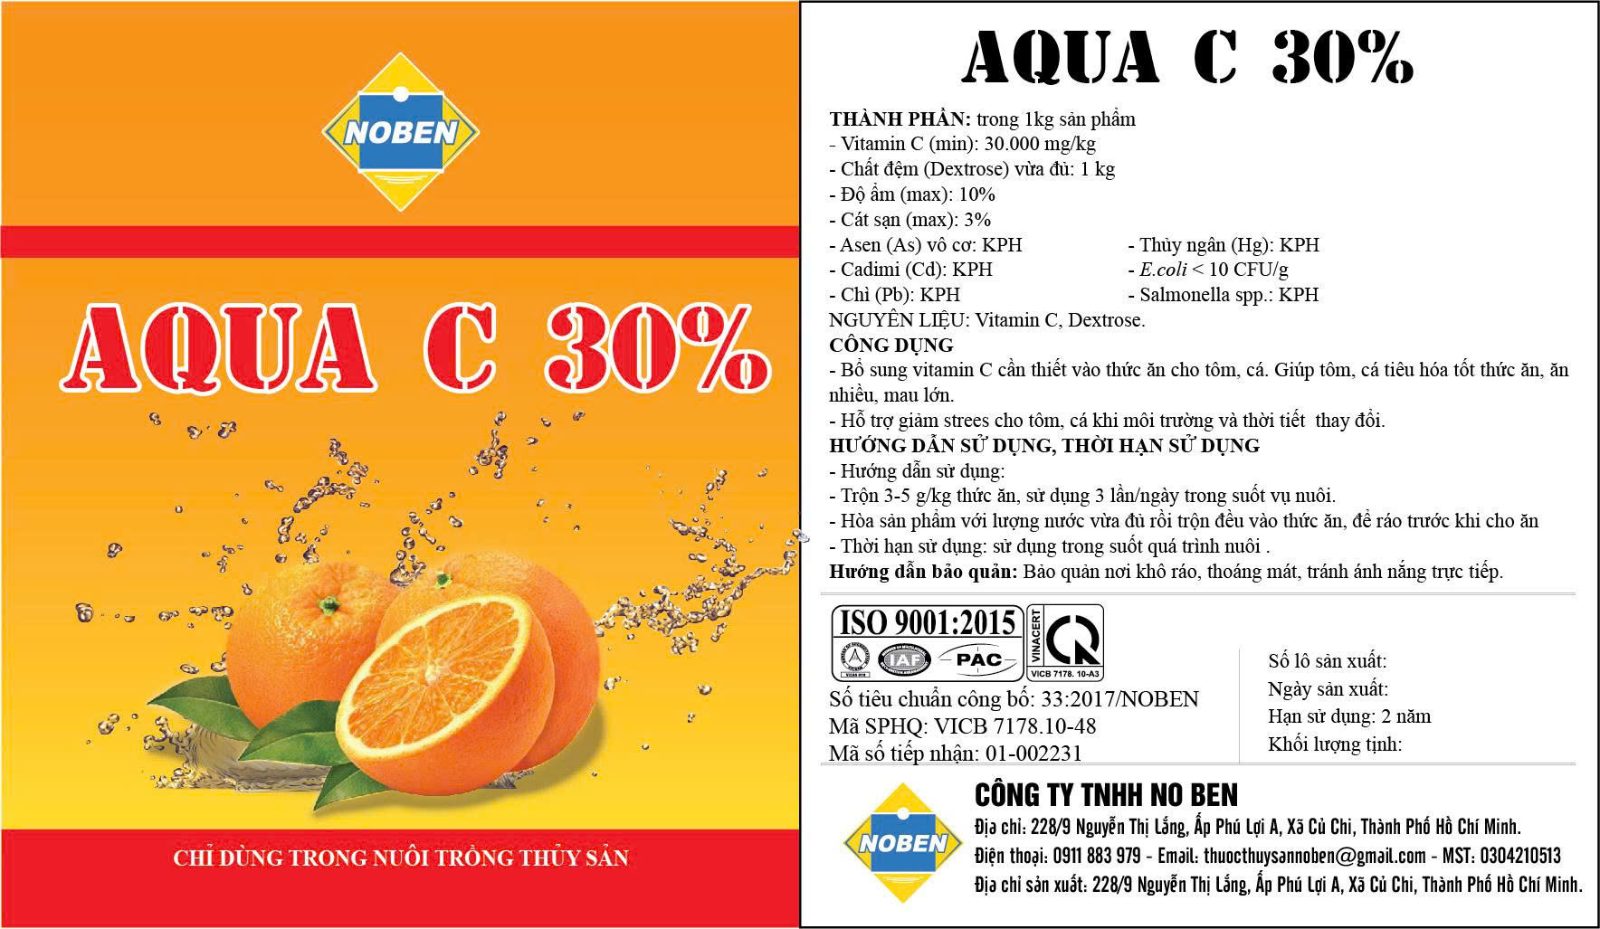 NOBEN
AQUA C 30%
CHỈ DÙNG TRONG NUÔI TRỒNG THỦY SẢN
AQUA C 30%
THÀNH PHẦN: trong 1kg sản phẩm
- Vitamin C (min): 30.000 mg/kg
- Chất đệm (Dextrose) vừa đủ: 1 kg
- Độ ẩm (max): 10%
- Cát sạn (max): 3%
- Asen (As) vô cơ: KPH - Thủy ngân (Hg): KPH
- Cadimi (Cd): KPH - E.coli < 10 CFU/g
- Chì (Pb): KPH - Salmonella spp.: KPH
NGUYÊN LIỆU: Vitamin C, Dextrose.
CÔNG DỤNG
- Bổ sung vitamin C cần thiết vào thức ăn cho tôm, cá. Giúp tôm, cá tiêu hóa tốt thức ăn, ăn
nhiều, mau lớn.
- Hỗ trợ giảm strees cho tôm, cá khi môi trường và thời tiết thay đổi.
HƯỚNG DẪN SỬ DỤNG, THỜI HẠN SỬ DỤNG
- Hướng dẫn sử dụng:
- Trộn 3-5 g/kg thức ăn, sử dụng 3 lần/ngày trong suốt vụ nuôi.
- Hòa sản phẩm với lượng nước vừa đủ rồi trộn đều vào thức ăn, để ráo trước khi cho ăn
- Thời hạn sử dụng: sử dụng trong suốt quá trình nuôi .
Hướng dẫn bảo quản: Bảo quản nơi khô ráo, thoáng mát, tránh ánh nắng trực tiếp.
ISO 9001:2015
IAF
PAC
VINACERT
VICB 7178. 10-A3
Số tiêu chuẩn công bố: 33:2017/NOBEN
Mã SPHQ: VICB 7178.10-48
Mã số tiếp nhận: 01-002231
Số lô sản xuất:
Ngày sản xuất:
Hạn sử dụng: 2 năm
Khối lượng tịnh:
NOBEN
CÔNG TY TNHH NO BEN
Địa chỉ: 228/9 Nguyễn Thị Lắng, Ấp Phú Lợi A, Xã Củ Chi, Thành Phố Hồ Chí Minh.
Điện thoại: 0911 883 979 - Email: thuocthuysannoben@gmail.com - MST: 0304210513
Địa chỉ sản xuất: 228/9 Nguyễn Thị Lắng, Ấp Phú Lợi A, Xã Củ Chi, Thành Phố Hồ Chí Minh.